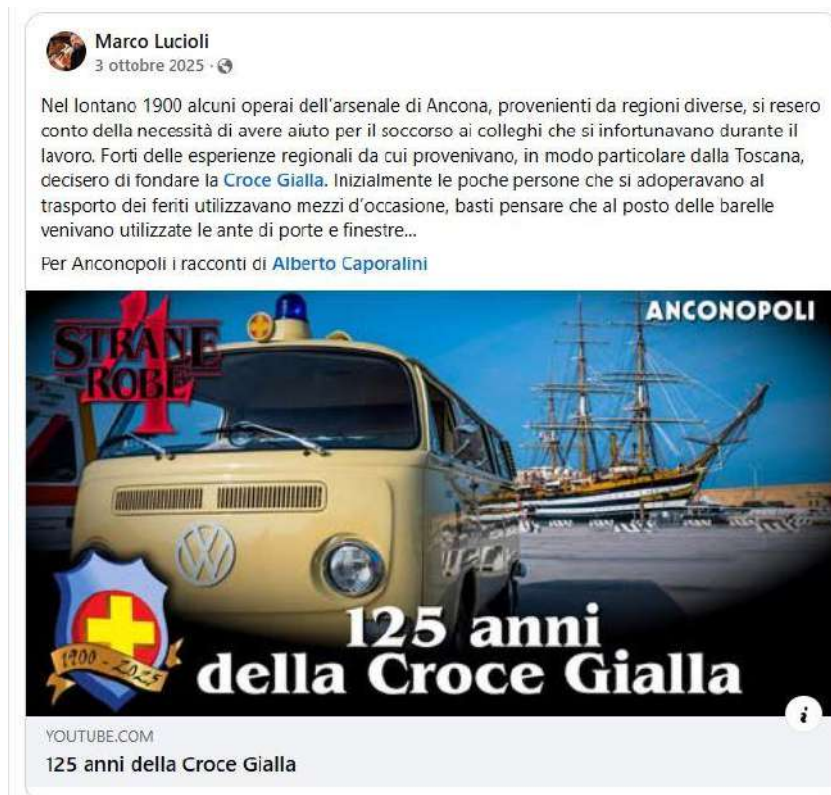 Marco Lucioli
3 ottobre 2025 ·
Nel lontano 1900 alcuni operai dell'arsenale di Ancona, provenienti da regioni diverse, si resero
conto della necessità di avere aiuto per il soccorso ai colleghi che si infortunavano durante il
lavoro. Forti delle esperienze regionali da cui provenivano, in modo particolare dalla Toscana,
decisero di fondare la Croce Gialla. Inizialmente le poche persone che si adoperavano al
trasporto dei feriti utilizzavano mezzi d'occasione, basti pensare che al posto delle barelle
venivano utilizzate le ante di porte e finestre...
Per Anconopoli i racconti di Alberto Caporalini
STRANE
ROBE
4
ANCONOPOLI
1900 - 2025
125 anni
della Croce Gialla
YOUTUBE.COM
125 anni della Croce Gialla